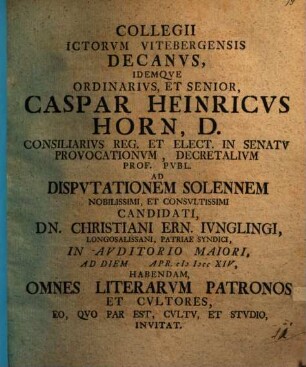 COLLEGII
ICTORVM VITEBERGENSIS
DECANVS,
IDEMQVE
ORDINARIVS, ET SENIOR,
CASPAR HEINRICVS
HORN, D.
CONSILIARIVS REG. ET ELECT. IN SENATV
PROVOCATIONVM, DECRETALIVM
PROF. PVBL.
AD
DISPVTATIONEM SOLENNEM
NOBILISSIMI, ET CONSVLTISSIMI
CANDIDATI,
DN. CHRISTIANI ERN. IVNGLINGI,
LONGOSALISSANI, PATRIAE SYNDICI,
IN AVDITORIO MAIORI,
AD DIEM APR. cIɔ Iɔcc XIV,
HABENDAM,
OMNES LITERARVM PATRONOS
ET CVLTORES,
EO, QVO PAR EST, CVLTV, ET STVDIO,
INVITAT.